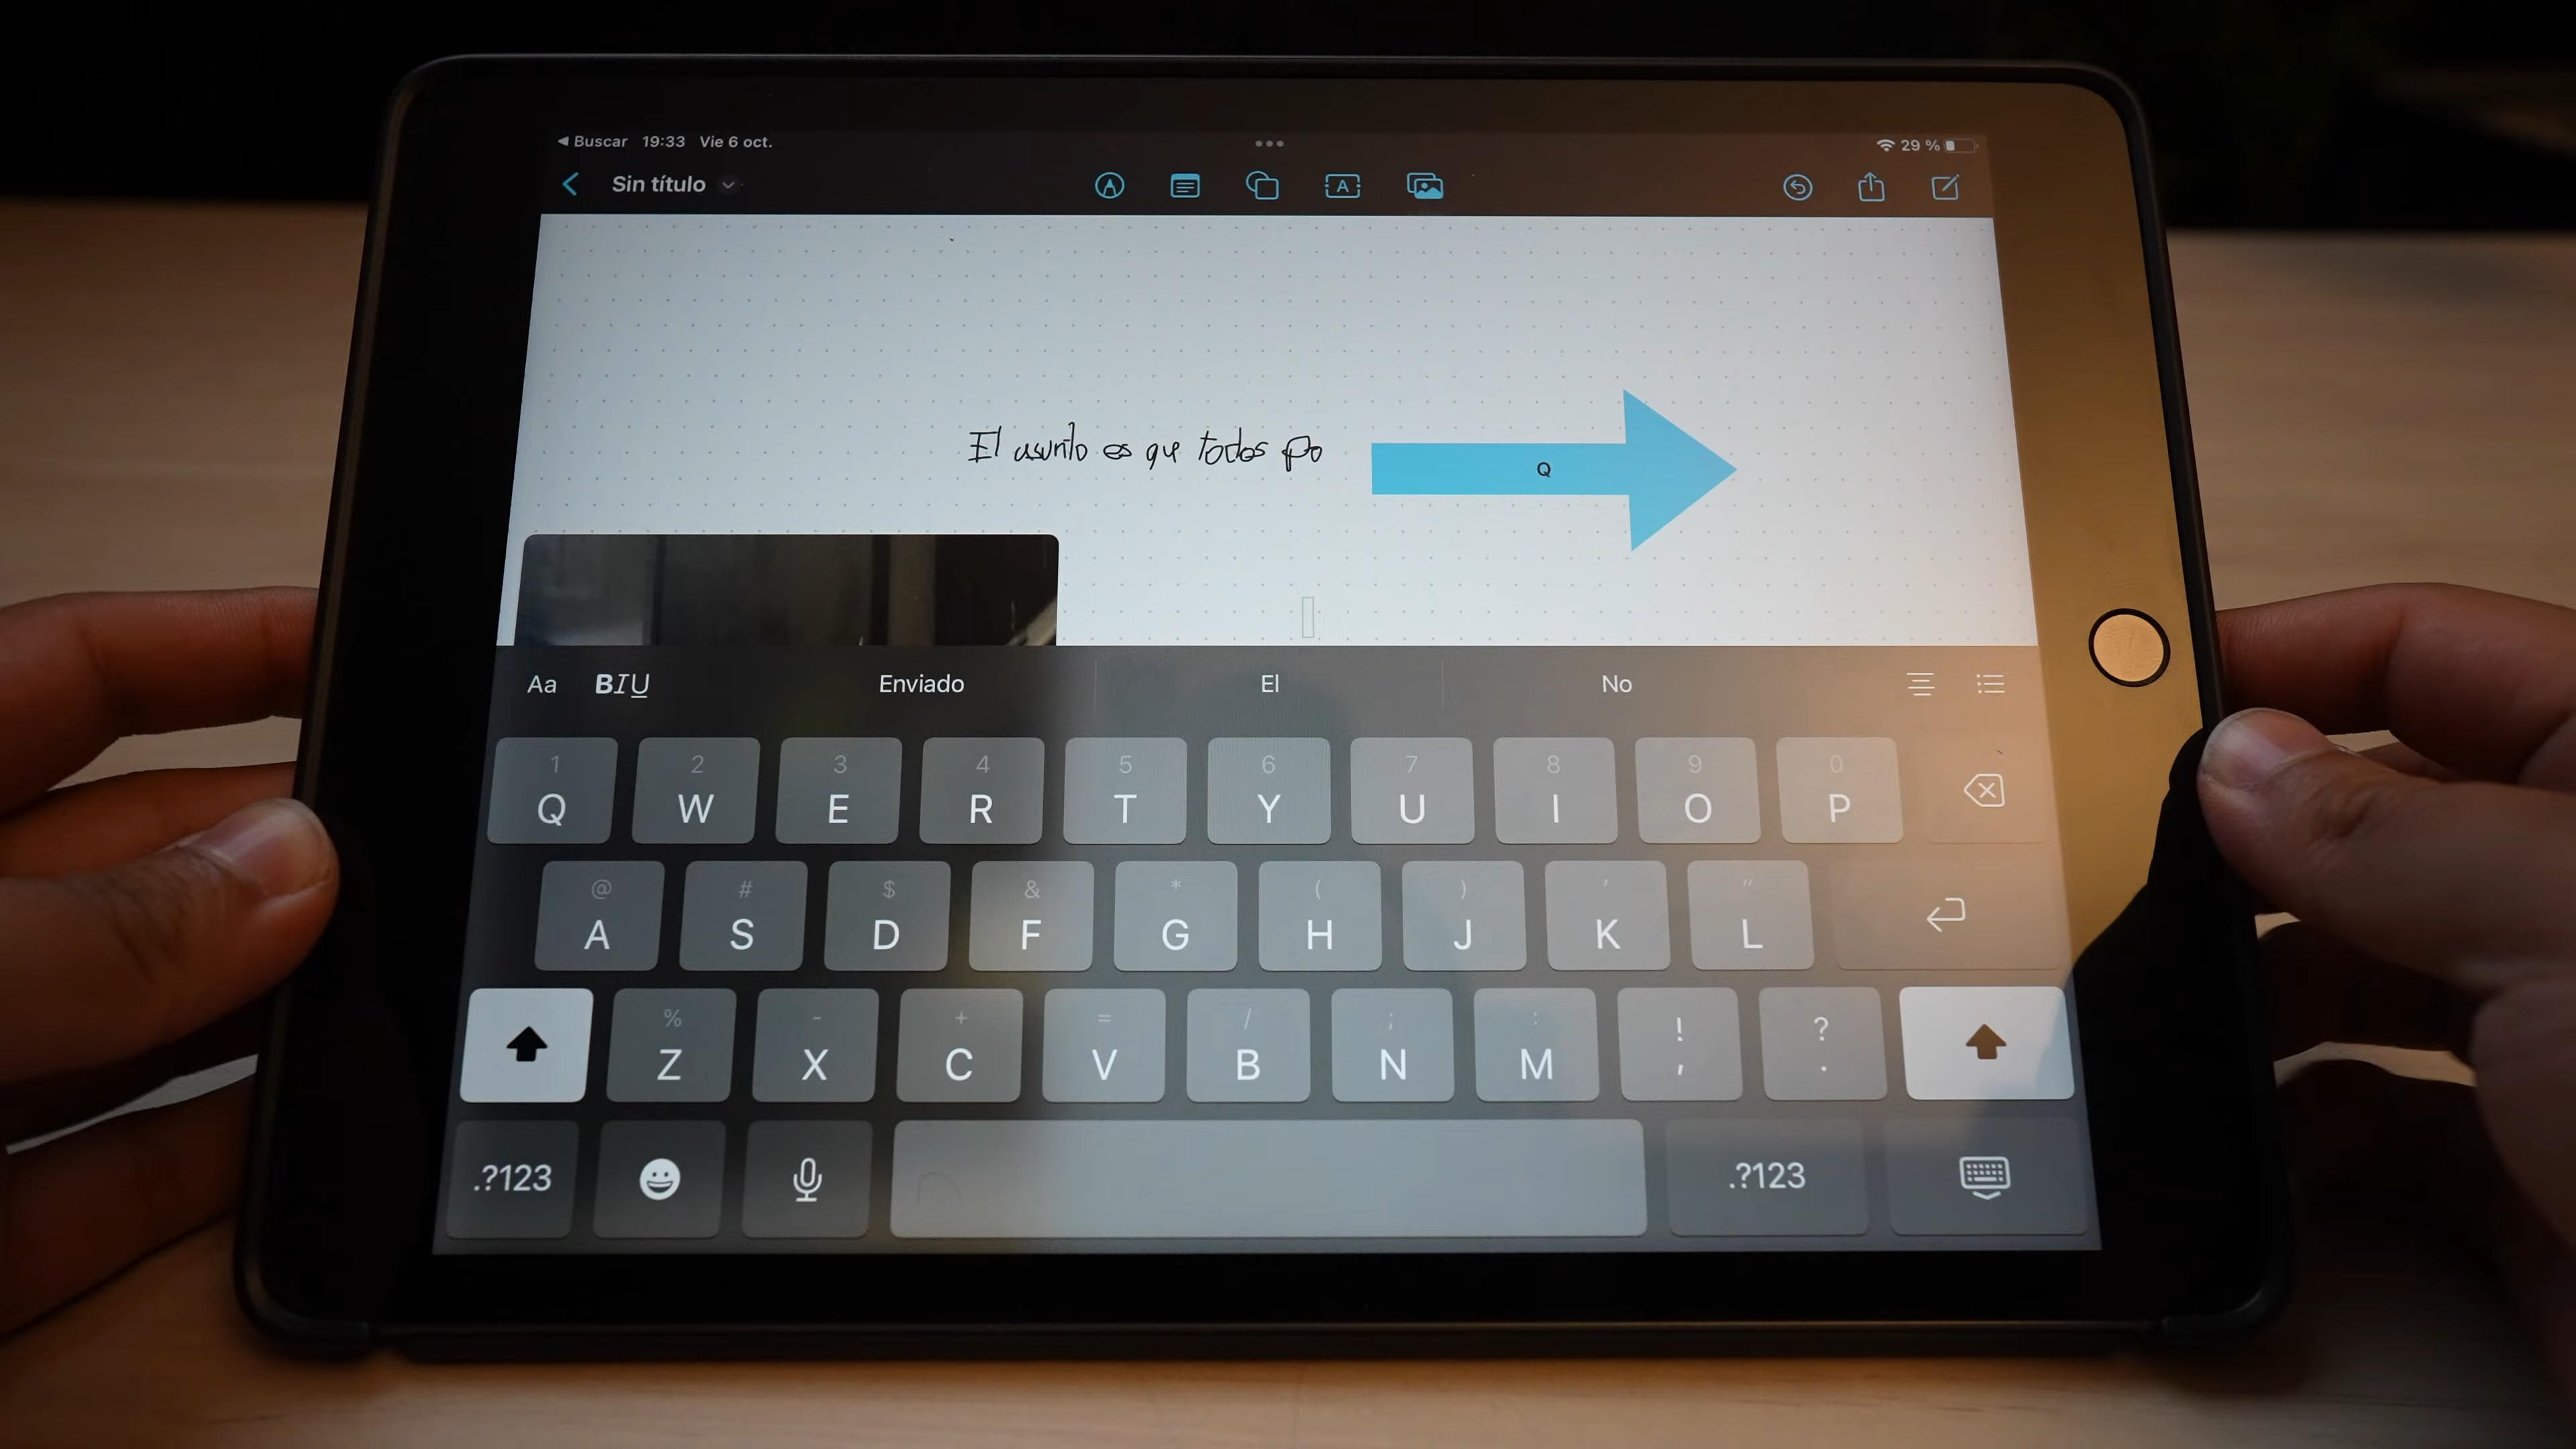 Buscar 19:33 Vie 6 oct.
29 %
Sin título
A
El asunto es que todos po
Q
Aa BIU Enviado El No
1 2 3 4 5 6 7 8 9 0
Q W E R T Y U I O P
@ # $ & * ( ) ' "
A S D F G H J K L
% - + = / ; : ! ?
Z X C V B N M , .
.?123 .?123